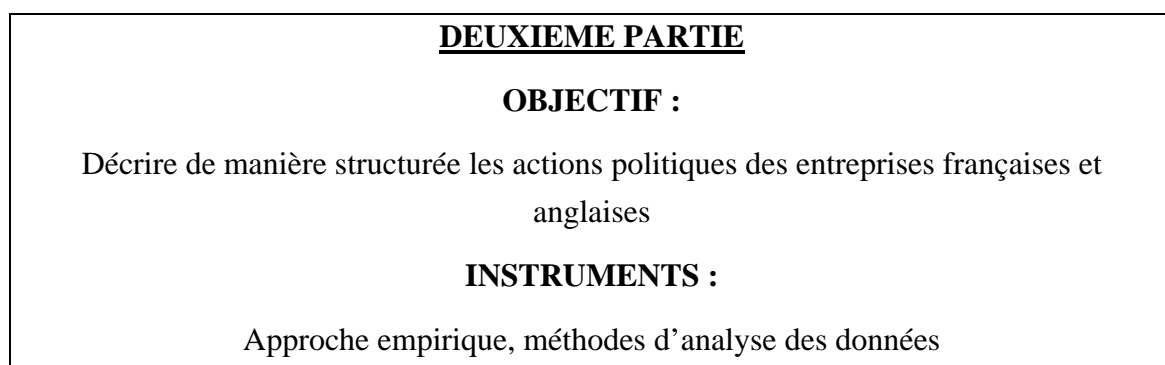 DEUXIEME PARTIE
OBJECTIF :
Décrire de manière structurée les actions politiques des entreprises françaises et
anglaises
INSTRUMENTS :
Approche empirique, méthodes d'analyse des données